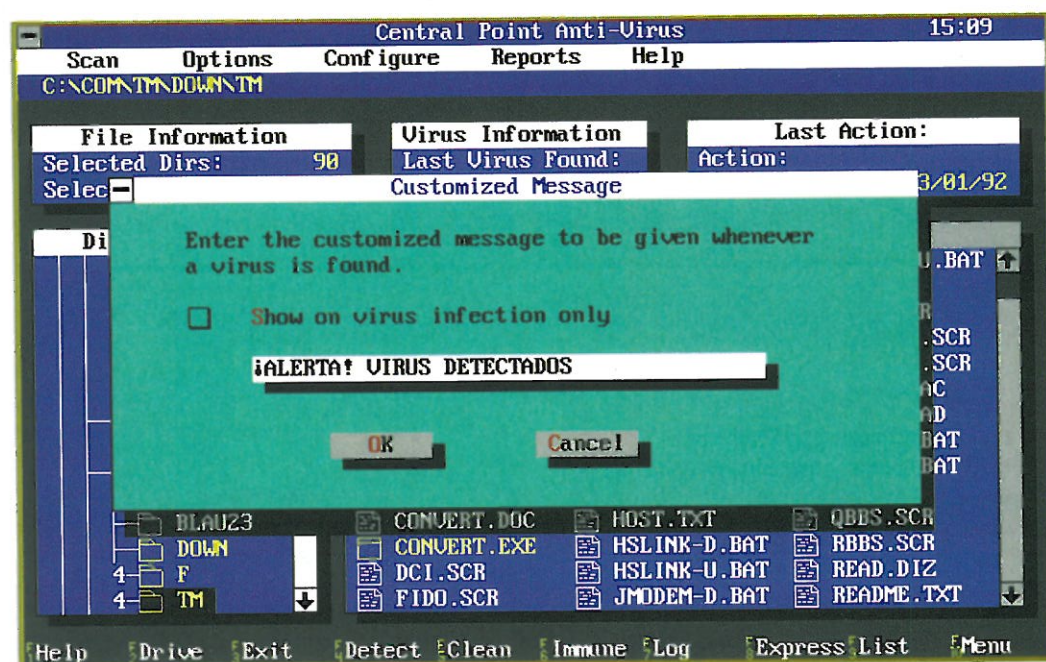 Central Point Anti-Virus 15:09
Scan Options Configure Reports Help
C:\COM\TM\DOWN\TM
File Information Virus Information Last Action:
Selected Dirs: 90 Last Virus Found: Action:
Selec 3/01/92
Customized Message
Di
Enter the customized message to be given whenever
a virus is found.
Show on virus infection only
¡ALERTA! VIRUS DETECTADOS
OK Cancel
U.BAT
R
.SCR
.SCR
AC
AD
BAT
BAT
BLAU23 CONVERT.DOC HOST.TXT QBBS.SCR
DOWN CONVERT.EXE HSLINK-D.BAT RBBS.SCR
4 F DCI.SCR HSLINK-U.BAT READ.DIZ
4 TM FIDO.SCR JMODEM-D.BAT README.TXT
Help Drive Exit Detect Clean Immune Log Express List Menu